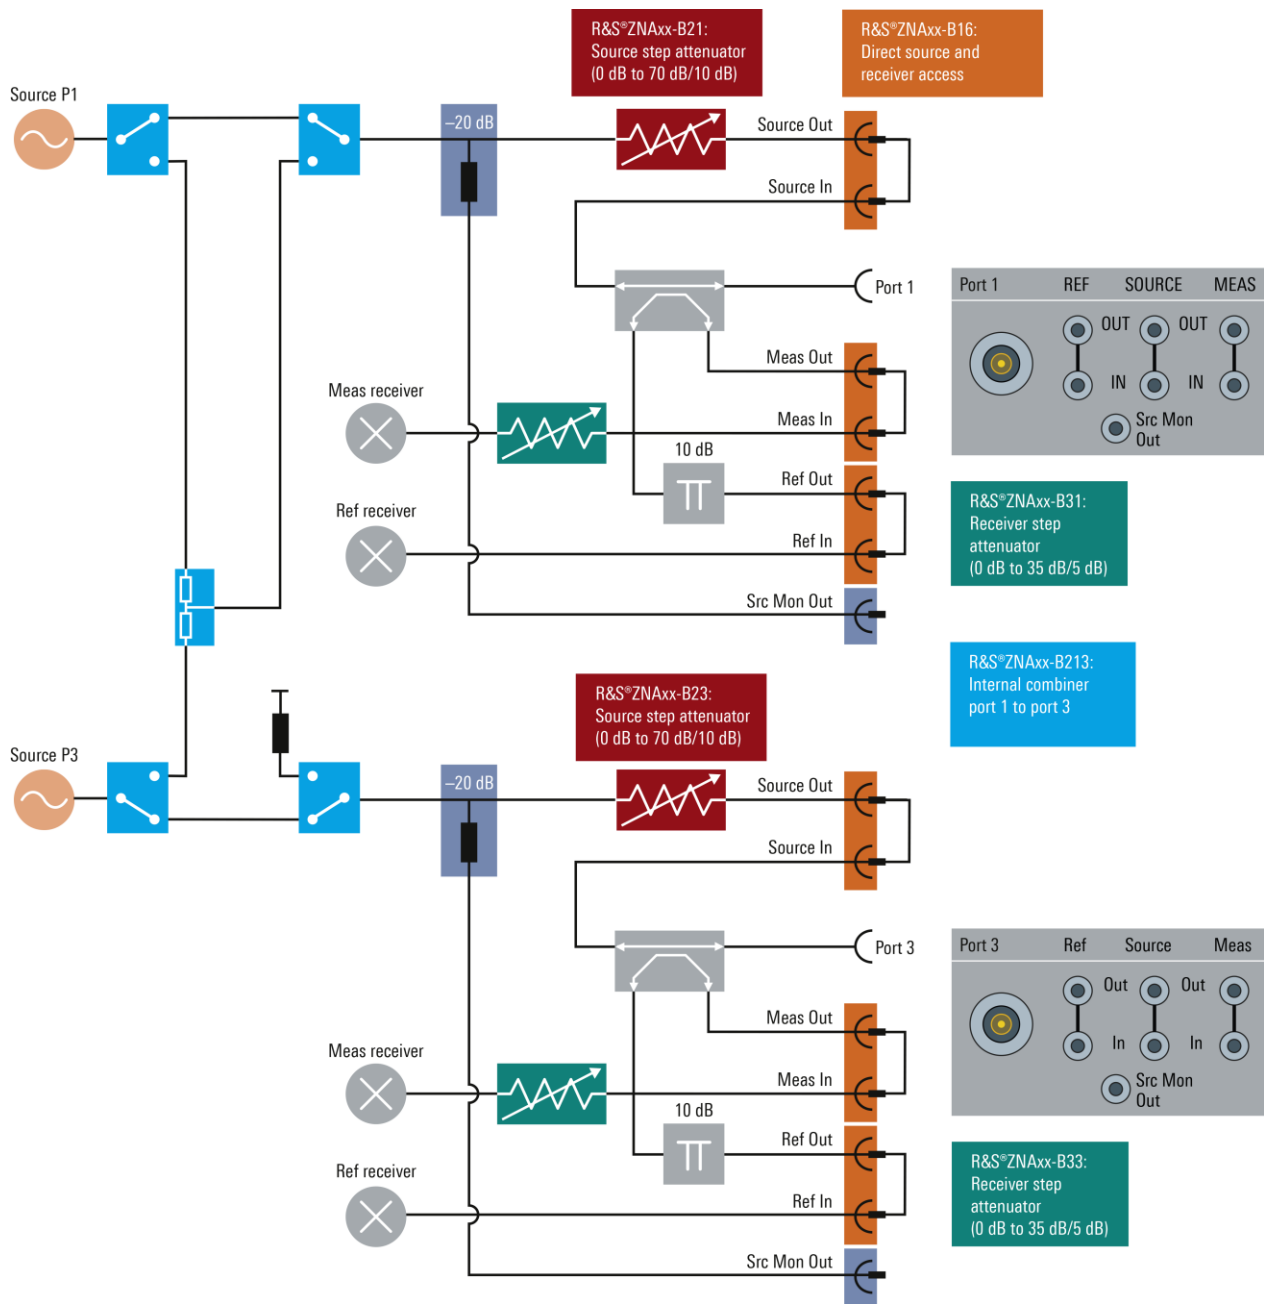 R&S®ZNAxx-B21:
Source step attenuator
(0 dB to 70 dB/10 dB)
R&S®ZNAxx-B16:
Direct source and
receiver access
Source P1
–20 dB
Source Out
Source In
Port 1
Port 1 REF SOURCE MEAS
OUT OUT
IN IN
Src Mon
Out
Meas Out
Meas receiver
Meas In
10 dB
Ref Out
Ref receiver
Ref In
Src Mon Out
R&S®ZNAxx-B31:
Receiver step
attenuator
(0 dB to 35 dB/5 dB)
R&S®ZNAxx-B213:
Internal combiner
port 1 to port 3
R&S®ZNAxx-B23:
Source step attenuator
(0 dB to 70 dB/10 dB)
Source P3
–20 dB
Source Out
Source In
Port 3
Port 3 Ref Source Meas
Out Out
In In
Src Mon
Out
Meas Out
Meas receiver
Meas In
10 dB
Ref Out
Ref receiver
Ref In
Src Mon Out
R&S®ZNAxx-B33:
Receiver step
attenuator
(0 dB to 35 dB/5 dB)